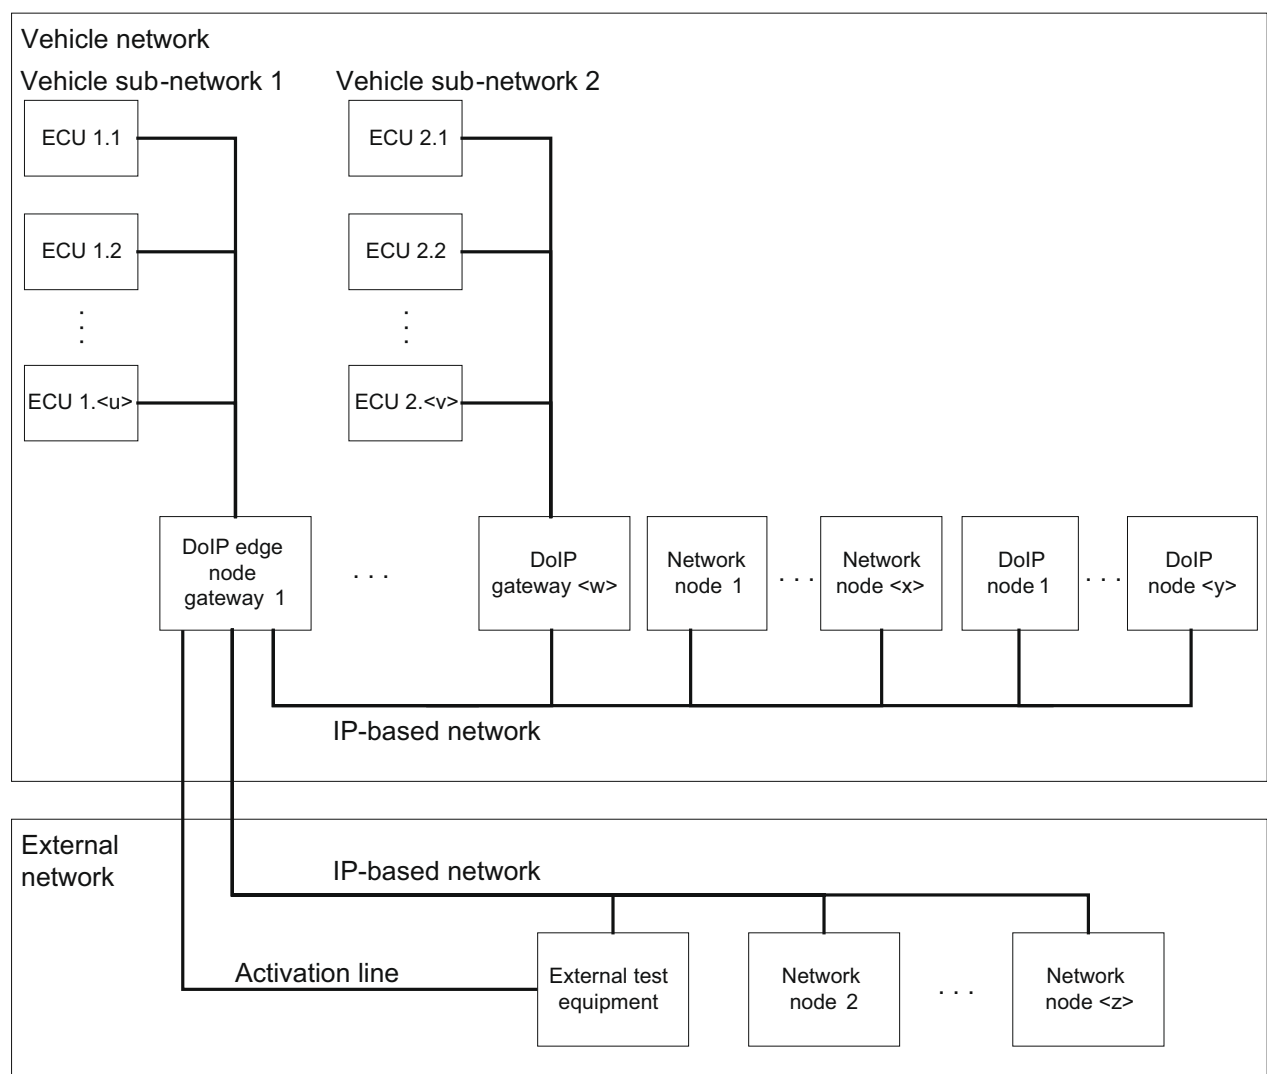 Vehicle network
Vehicle sub-network 1
Vehicle sub-network 2
ECU 1.1
ECU 2.1
ECU 1.2
ECU 2.2
. . .
. . .
ECU 1.<u>
ECU 2.<v>
DoIP edge
node
gateway 1
. . .
DoIP
gateway <w>
Network
node 1
. . .
Network
node <x>
DoIP
node 1
. . .
DoIP
node <y>
IP-based network
External
network
IP-based network
Activation line
External test
equipment
Network
node 2
. . .
Network
node <z>